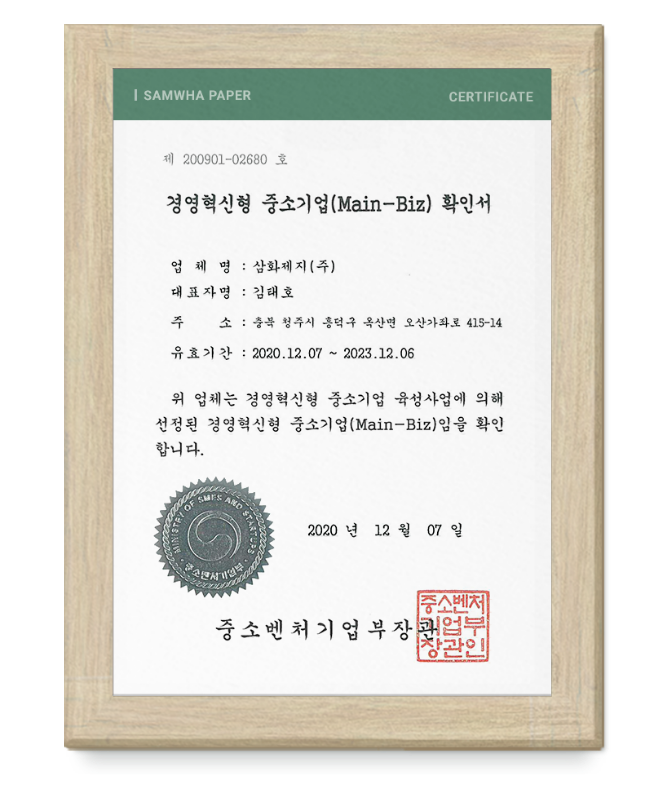 SAMWHA PAPER
CERTIFICATE
제 200901-02680 호
경영혁신형 중소기업(Main-Biz) 확인서
업 체 명 : 삼화제지(주)
대표자명 : 김태호
주 소 : 충북 청주시 흥덕구 옥산면 오산가좌로 415-14
유효기간 : 2020.12.07 ~ 2023.12.06
위 업체는 경영혁신형 중소기업 육성사업에 의해
선정된 경영혁신형 중소기업(Main-Biz)임을 확인
합니다.
MINISTRY OF SMES AND STARTUPS
중소벤처기업부
2020 년 12 월 07 일
중소벤처기업부장관
중소벤처
기업부
장관인